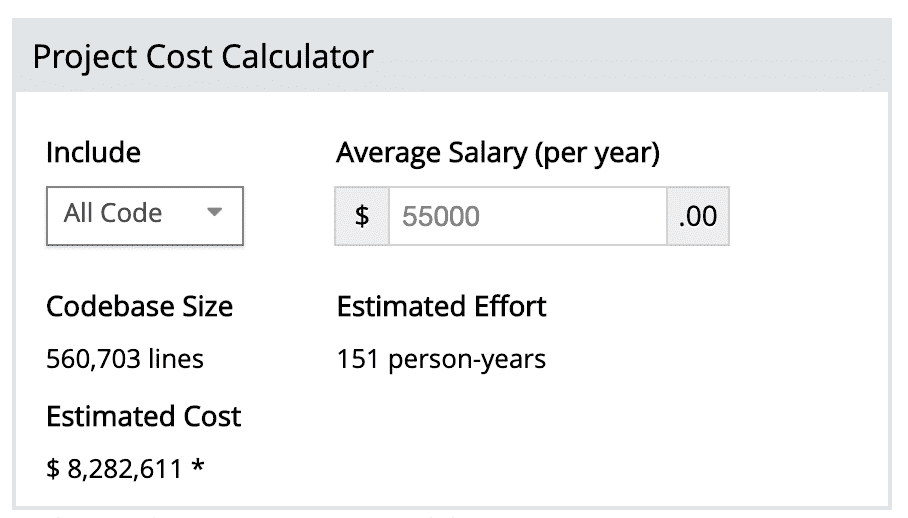 Project Cost Calculator
Include
Average Salary (per year)
All Code
$ 55000 .00
Codebase Size
Estimated Effort
560,703 lines
151 person-years
Estimated Cost
$ 8,282,611 *